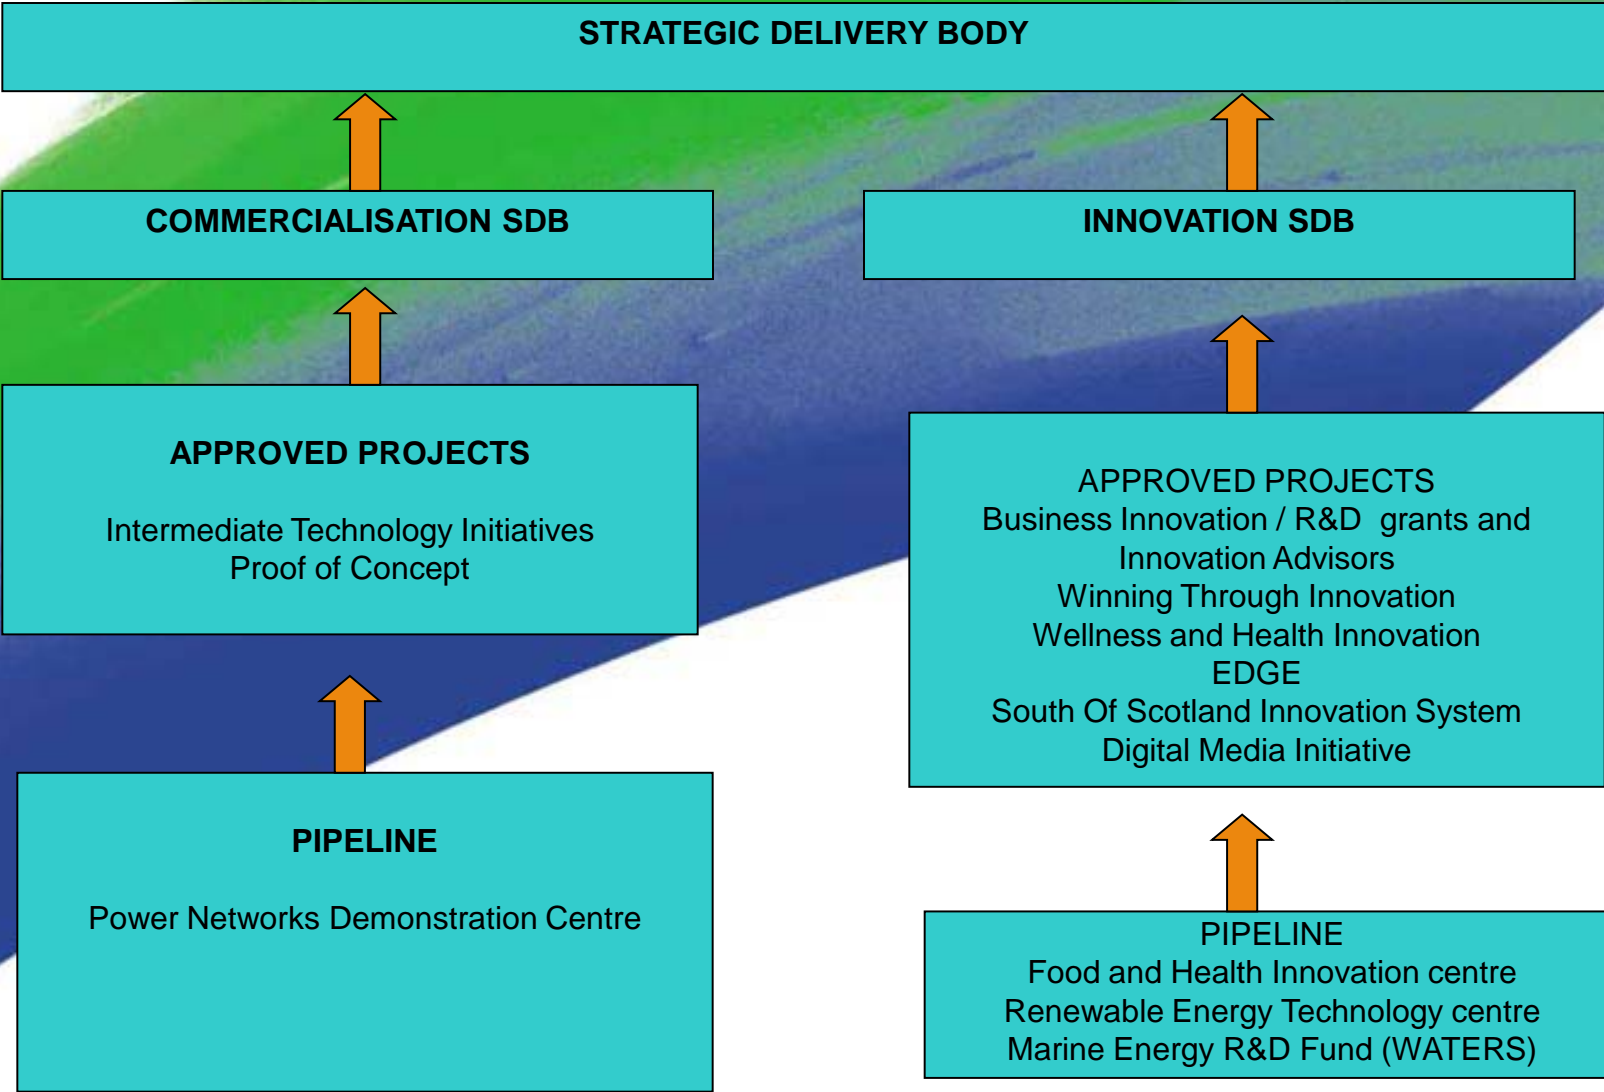 STRATEGIC DELIVERY BODY
COMMERCIALISATION SDB
INNOVATION SDB
APPROVED PROJECTS
Intermediate Technology Initiatives
Proof of Concept
APPROVED PROJECTS
Business Innovation / R&D grants and
Innovation Advisors
Winning Through Innovation
Wellness and Health Innovation
EDGE
South Of Scotland Innovation System
Digital Media Initiative
PIPELINE
Power Networks Demonstration Centre
PIPELINE
Food and Health Innovation centre
Renewable Energy Technology centre
Marine Energy R&D Fund (WATERS)